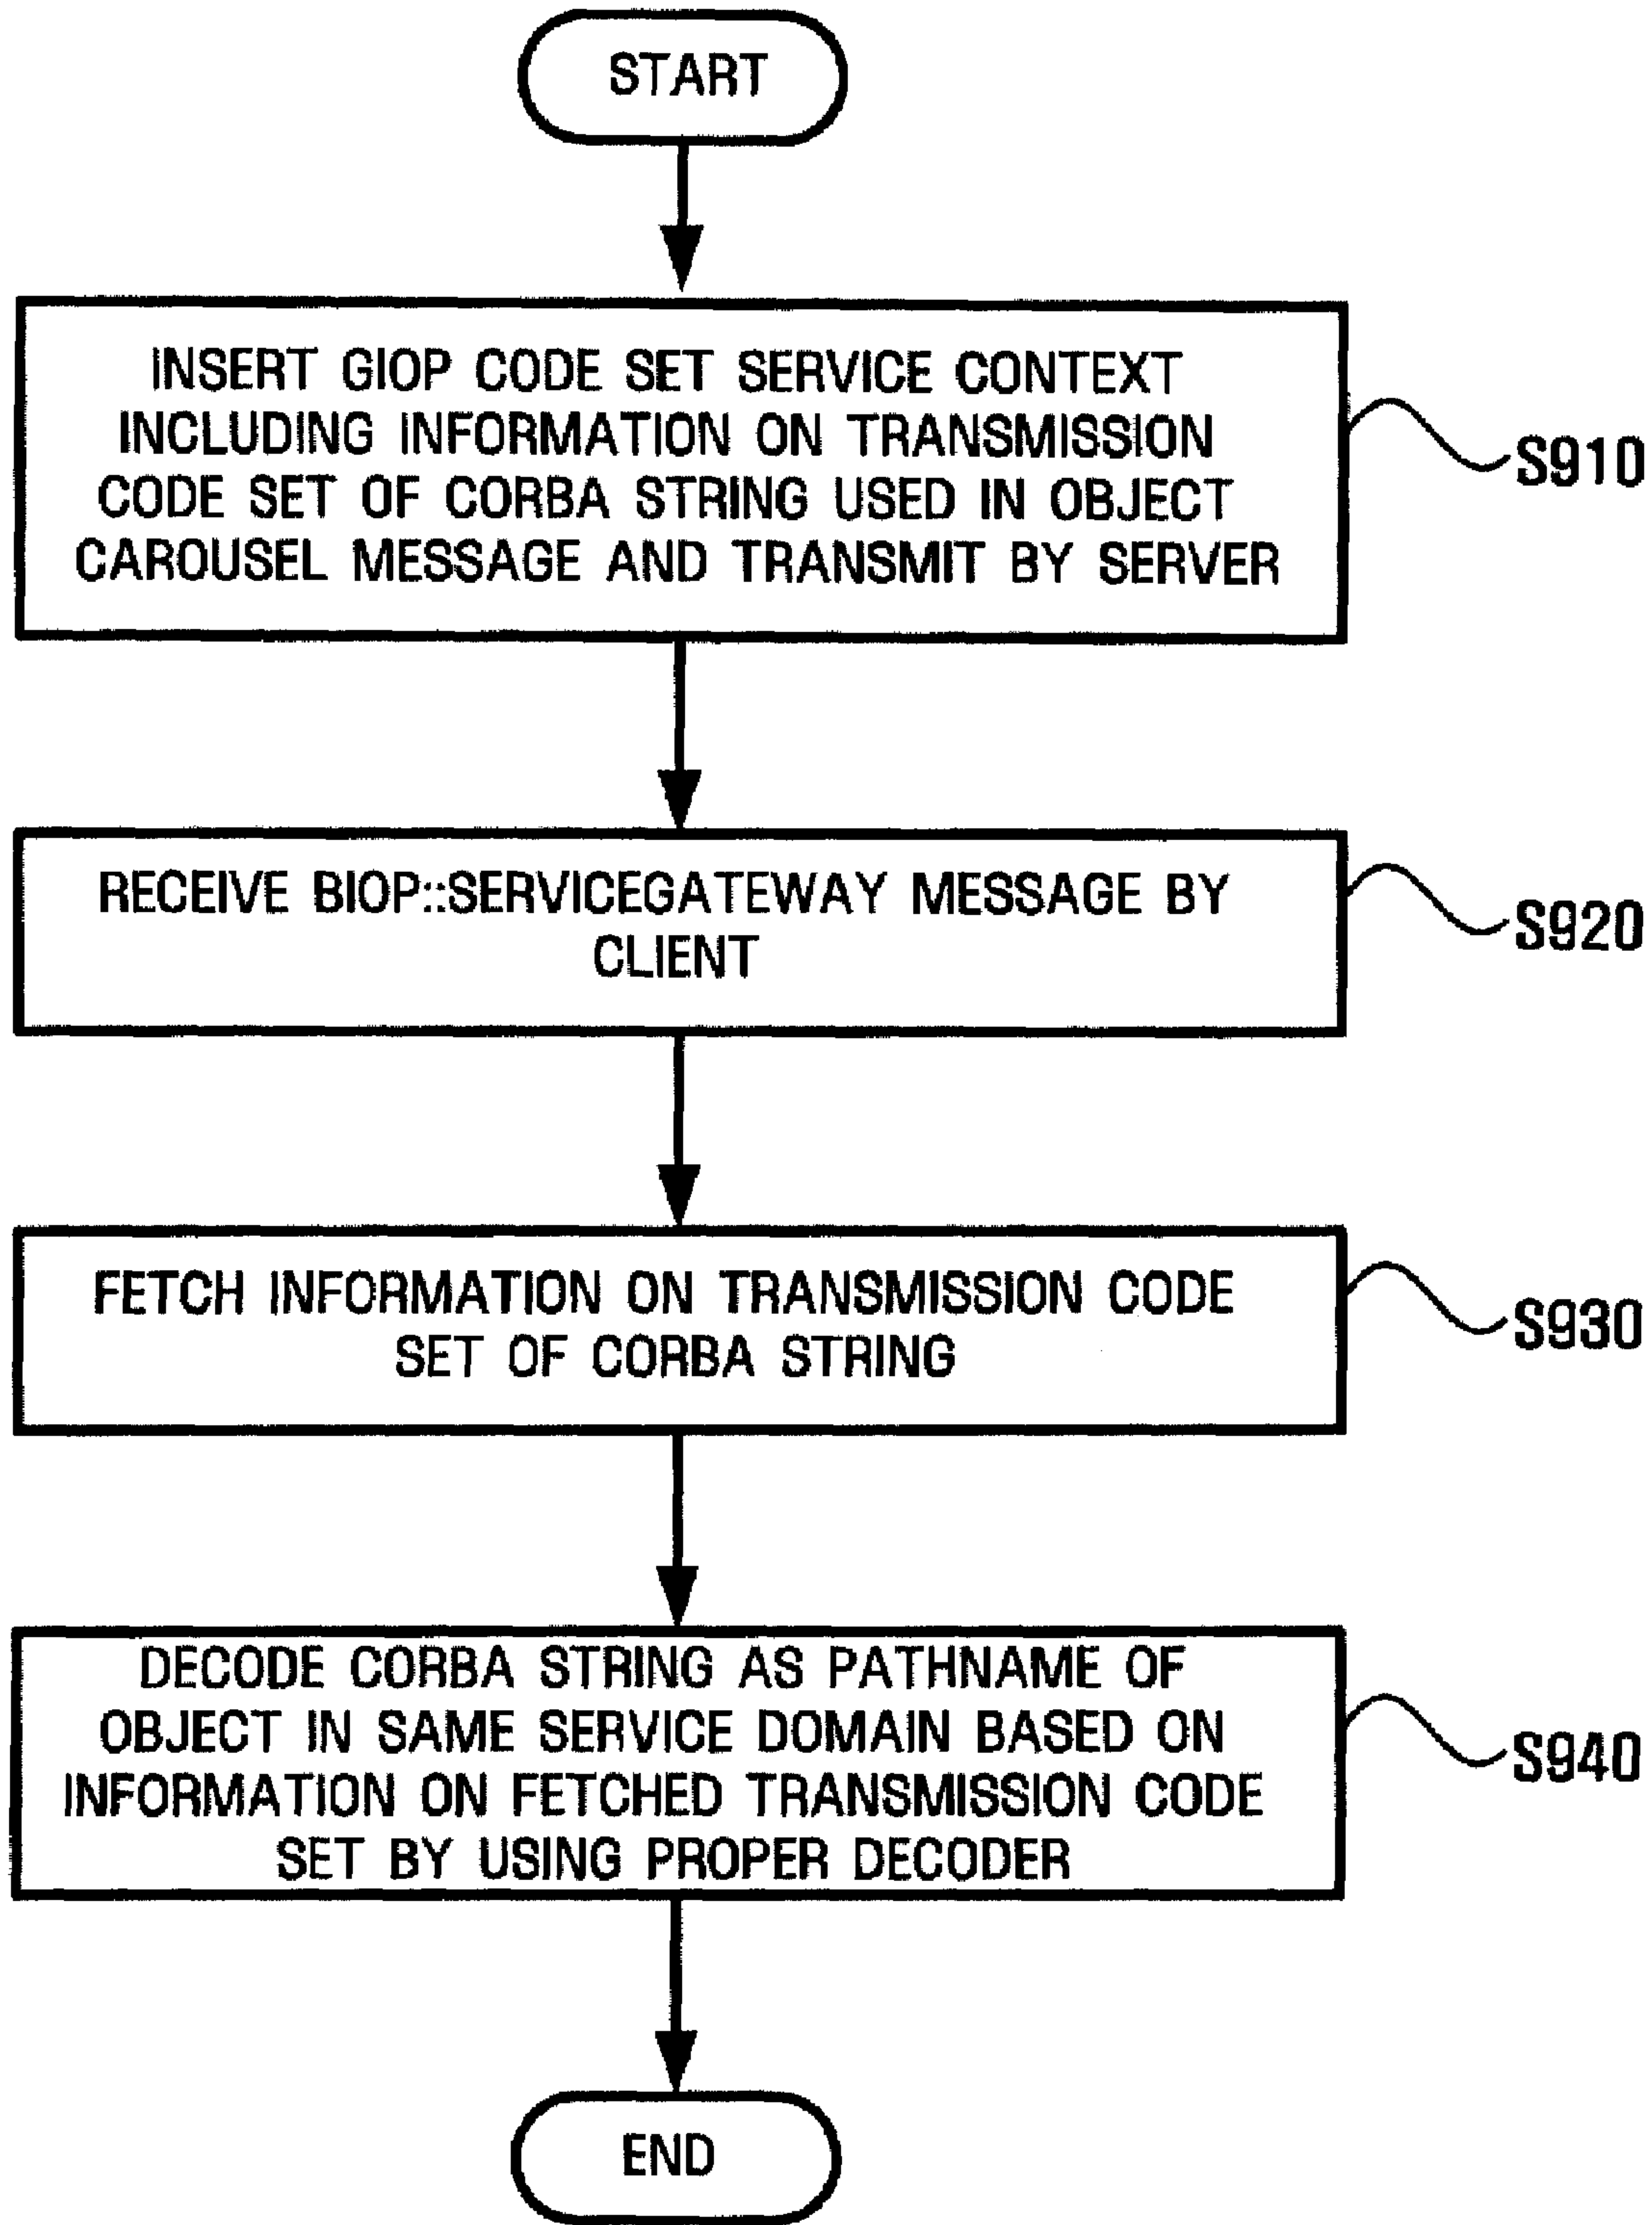 START
INSERT GIOP CODE SET SERVICE CONTEXT
INCLUDING INFORMATION ON TRANSMISSION
CODE SET OF CORBA STRING USED IN OBJECT
CAROUSEL MESSAGE AND TRANSMIT BY SERVER
S910
RECEIVE BIOP::SERVICEGATEWAY MESSAGE BY
CLIENT
S920
FETCH INFORMATION ON TRANSMISSION CODE
SET OF CORBA STRING
S930
DECODE CORBA STRING AS PATHNAME OF
OBJECT IN SAME SERVICE DOMAIN BASED ON
INFORMATION ON FETCHED TRANSMISSION CODE
SET BY USING PROPER DECODER
S940
END